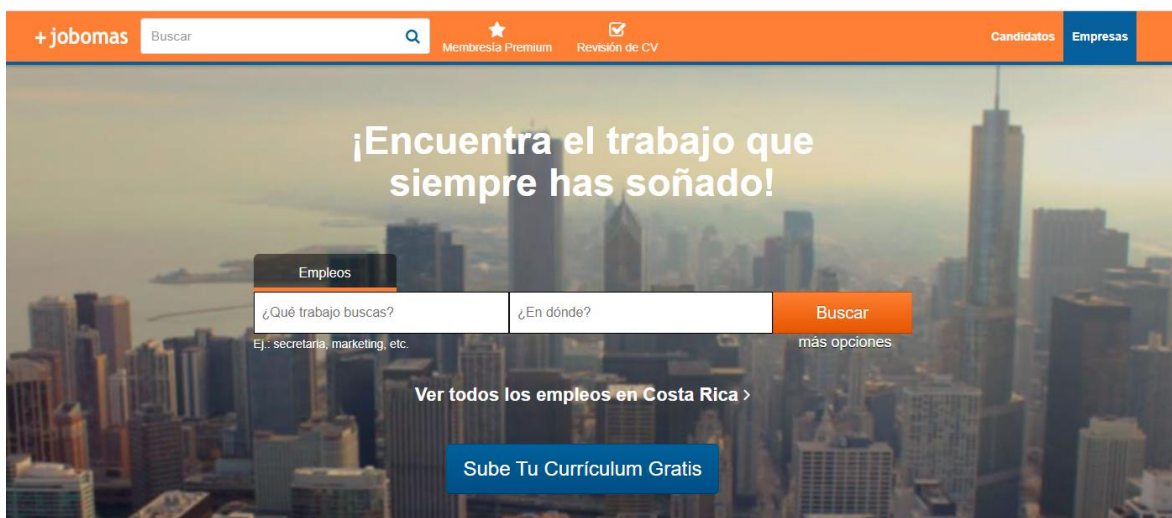 + jobomas
Buscar
Membresía Premium
Revisión de CV
Candidatos
Empresas
¡Encuentra el trabajo que
siempre has soñado!
Empleos
¿Qué trabajo buscas?
¿En dónde?
Buscar
Ej.: secretaria, marketing, etc.
más opciones
Ver todos los empleos en Costa Rica >
Sube Tu Currículum Gratis